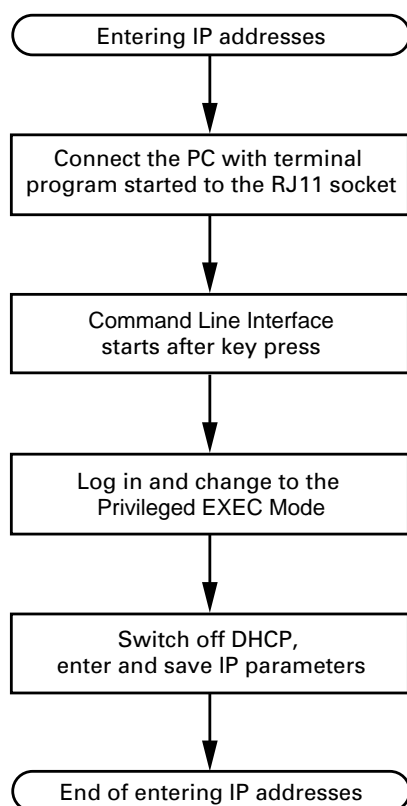 Entering IP addresses
Connect the PC with terminal
program started to the RJ11 socket
Command Line Interface
starts after key press
Log in and change to the
Privileged EXEC Mode
Switch off DHCP,
enter and save IP parameters
End of entering IP addresses